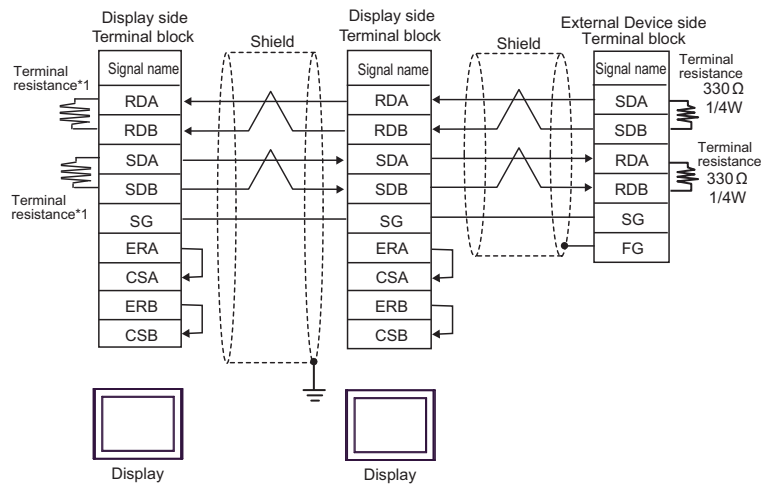 Display side
Terminal block
Shield
Display side
Terminal block
Shield
External Device side
Terminal block
Terminal
resistance*1
Signal name
RDA
RDB
SDA
SDB
SG
ERA
CSA
ERB
CSB
Terminal
resistance*1
Signal name
RDA
RDB
SDA
SDB
SG
ERA
CSA
ERB
CSB
Signal name
SDA
SDB
RDA
RDB
SG
FG
Terminal
resistance
330Ω
1/4W
Terminal
resistance
330Ω
1/4W
Display
Display